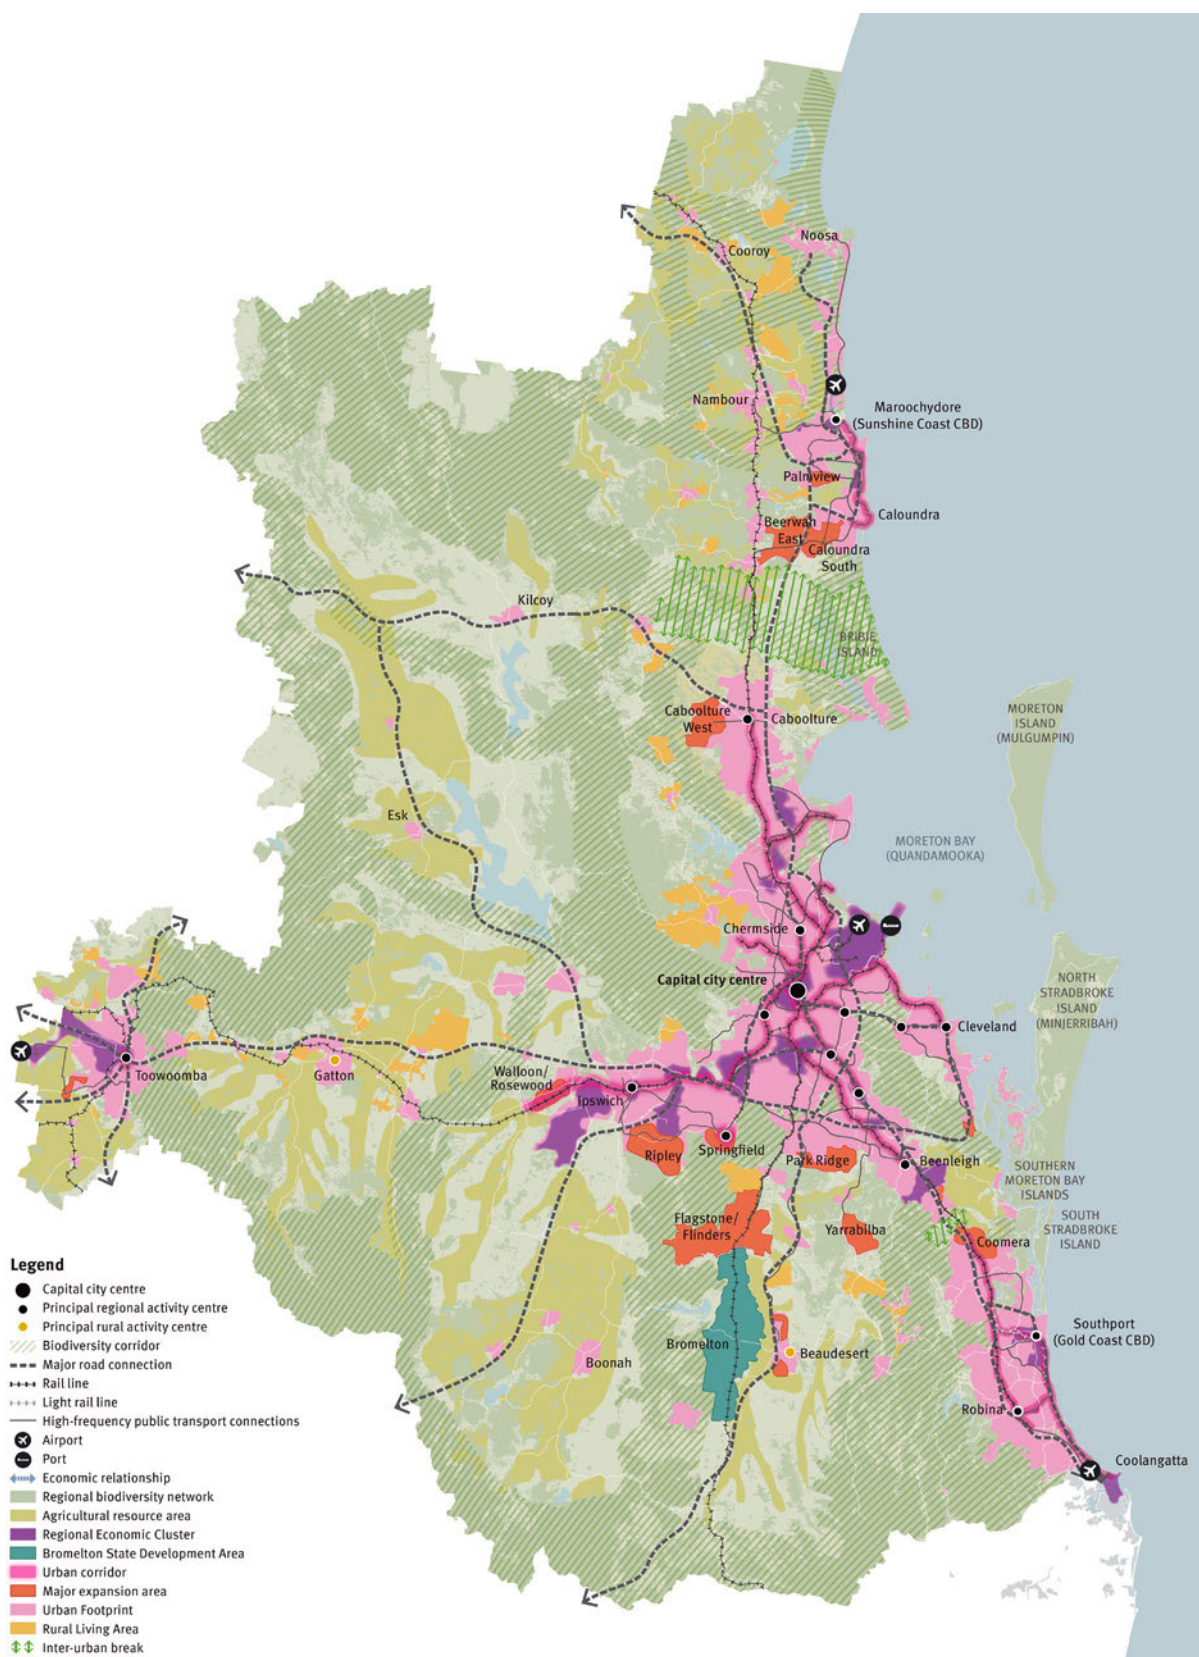 Noosa
Cooroy
Nambour
Maroochydore
(Sunshine Coast CBD)
Palmview
Caloundra
Beerwah
East
Caloundra
South
Kilcoy
BRIBIE
ISLAND
Caboolture
West
Caboolture
MORETON
ISLAND
(MULGUMPIN)
Esk
MORETON BAY
(QUANDAMOOKA)
Chermside
Capital city centre
NORTH
STRADBROKE
ISLAND
(MINJERRIBAH)
Cleveland
Toowoomba
Gatton
Walloon/
Rosewood
Ipswich
Ripley
Springfield
Park Ridge
Beenleigh
SOUTHERN
MORETON BAY
ISLANDS
SOUTH
STRADBROKE
ISLAND
Flagstone/
Flinders
Yarrabilba
Coomera
Bromelton
Beaudesert
Boonah
Southport
(Gold Coast CBD)
Robina
Coolangatta
Legend
Capital city centre
Principal regional activity centre
Principal rural activity centre
Biodiversity corridor
Major road connection
Rail line
Light rail line
High-frequency public transport connections
Airport
Port
Economic relationship
Regional biodiversity network
Agricultural resource area
Regional Economic Cluster
Bromelton State Development Area
Urban corridor
Major expansion area
Urban Footprint
Rural Living Area
Inter-urban break